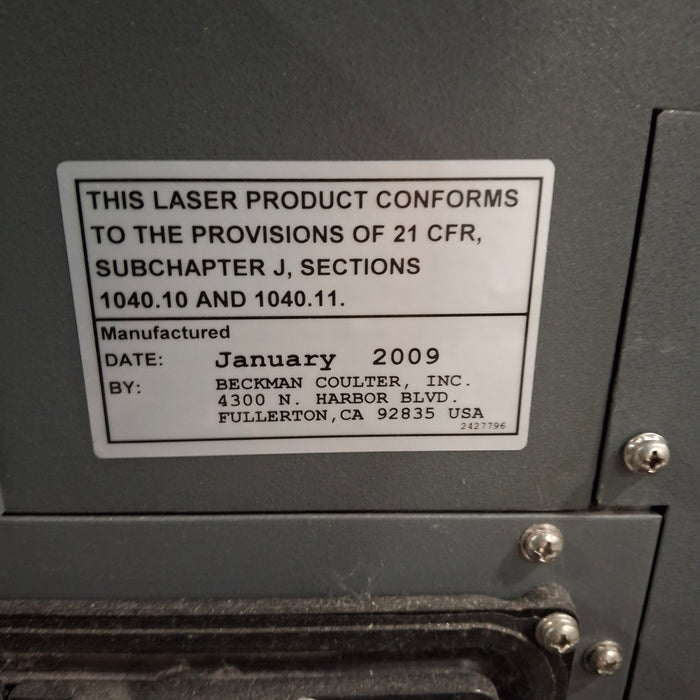 THIS LASER PRODUCT CONFORMS
TO THE PROVISIONS OF 21 CFR,
SUBCHAPTER J, SECTIONS
1040.10 AND 1040.11.
Manufactured
DATE: January 2009
BY: BECKMAN COULTER, INC.
4300 N. HARBOR BLVD.
FULLERTON,CA 92835 USA
2427796